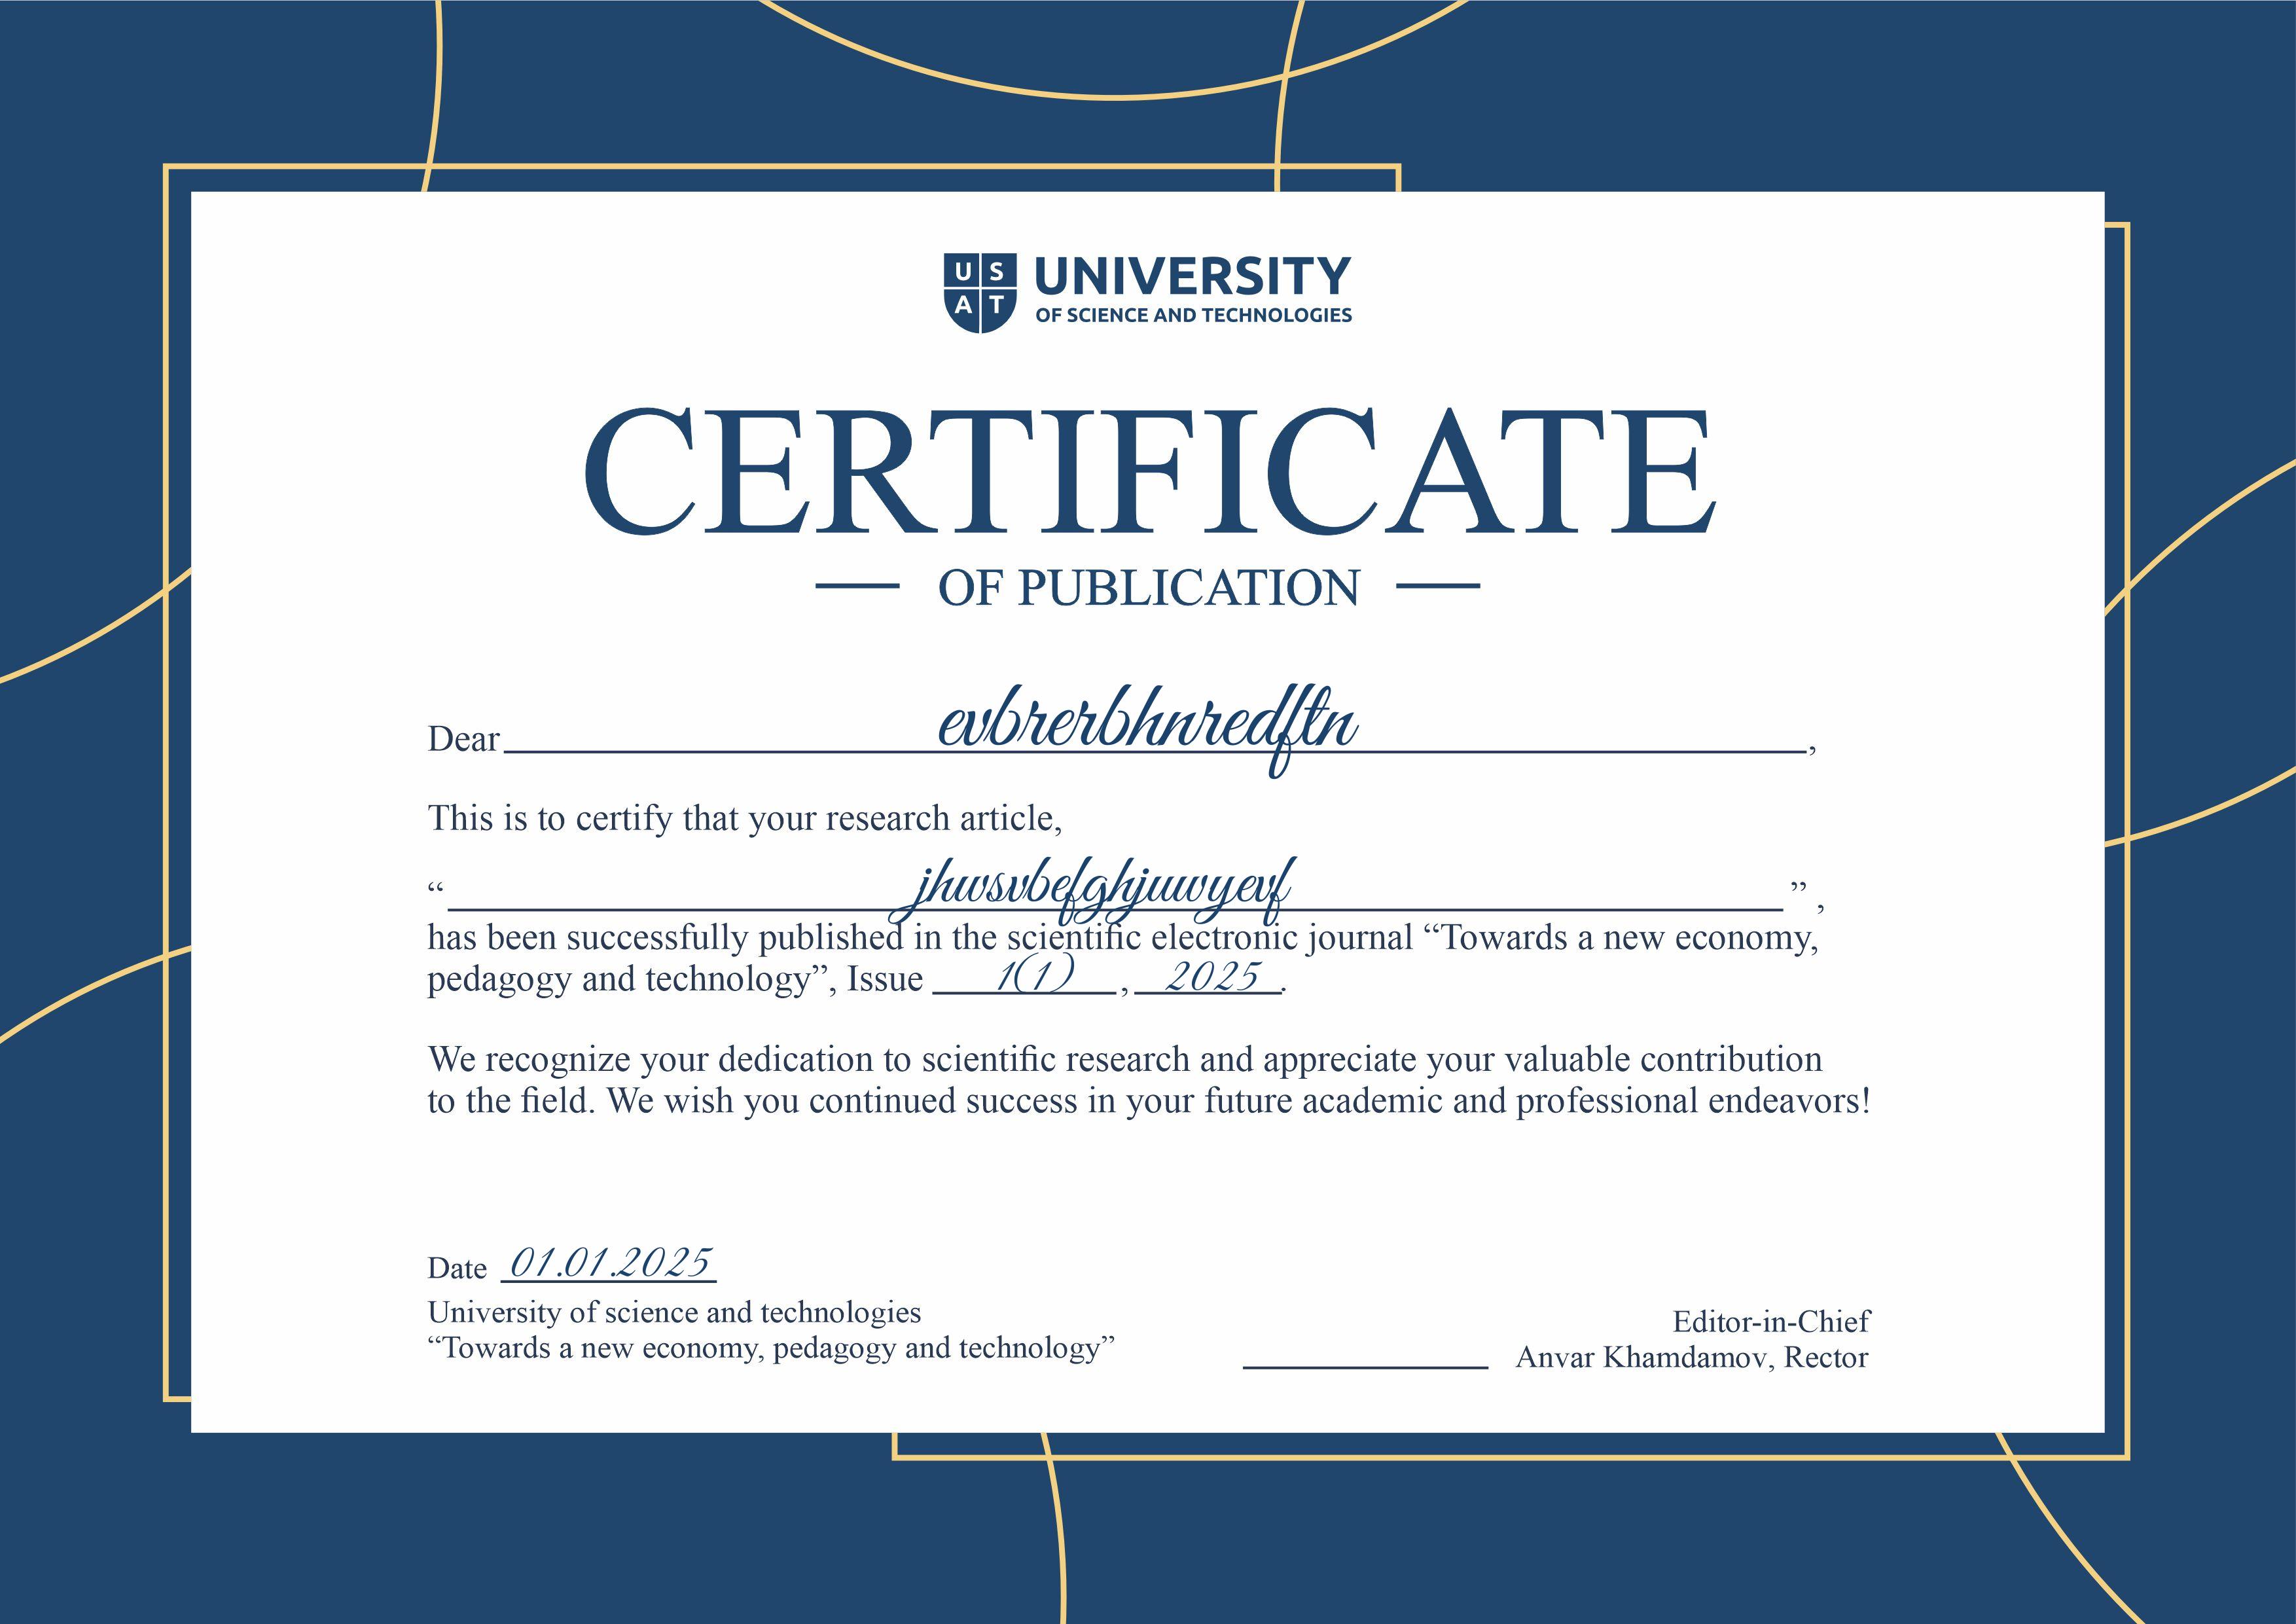 US
AT
UNIVERSITY
OF SCIENCE AND TECHNOLOGIES
CERTIFICATE
OF PUBLICATION
Dear evbrerbhnredftn,
This is to certify that your research article,
“jhwsvbefghjuwyevf”,
has been successfully published in the scientific electronic journal “Towards a new economy,
pedagogy and technology”, Issue 1(1), 2025.
We recognize your dedication to scientific research and appreciate your valuable contribution
to the field. We wish you continued success in your future academic and professional endeavors!
Date 01.01.2025
University of science and technologies
“Towards a new economy, pedagogy and technology”
Editor-in-Chief
Anvar Khamdamov, Rector